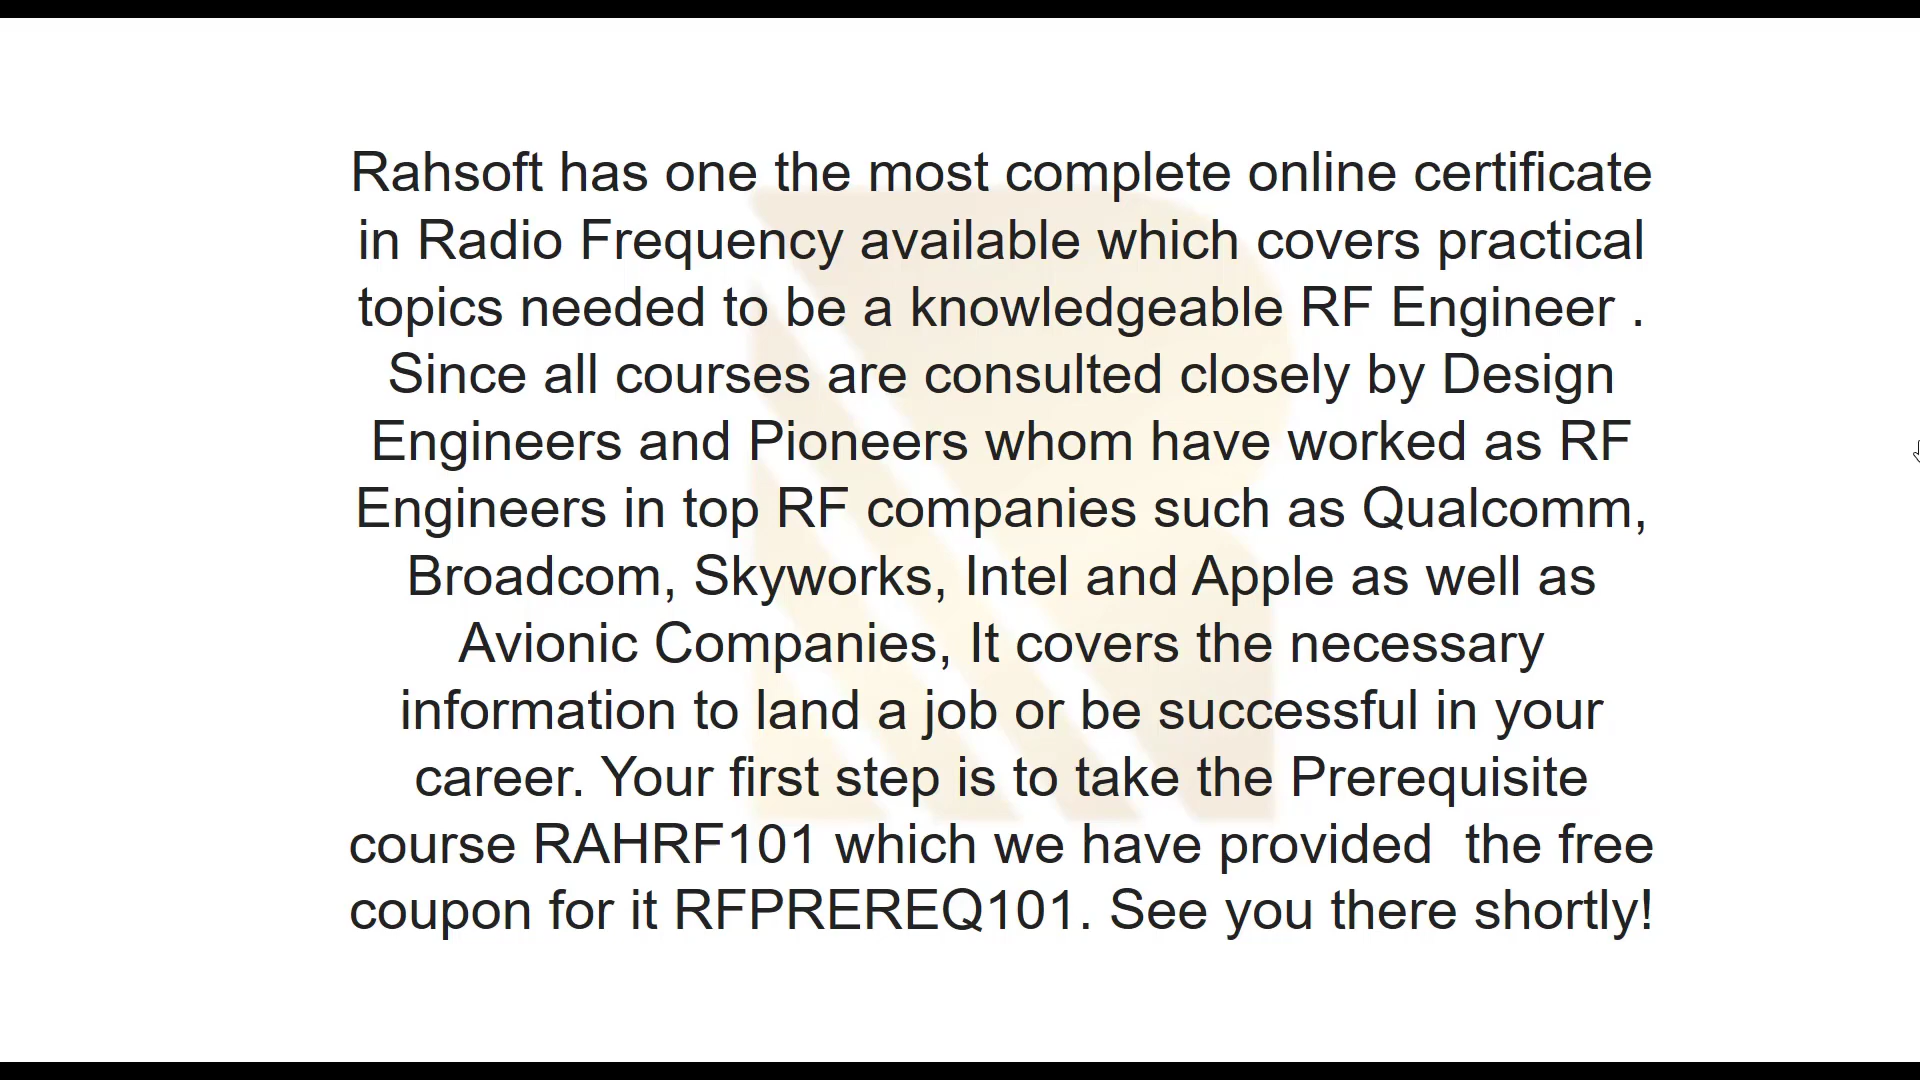 Rahsoft has one the most complete online certificate
in Radio Frequency available which covers practical
topics needed to be a knowledgeable RF Engineer .
Since all courses are consulted closely by Design
Engineers and Pioneers whom have worked as RF
Engineers in top RF companies such as Qualcomm,
Broadcom, Skyworks, Intel and Apple as well as
Avionic Companies, It covers the necessary
information to land a job or be successful in your
career. Your first step is to take the Prerequisite
course RAHRF101 which we have provided  the free
coupon for it RFPREREQ101. See you there shortly!